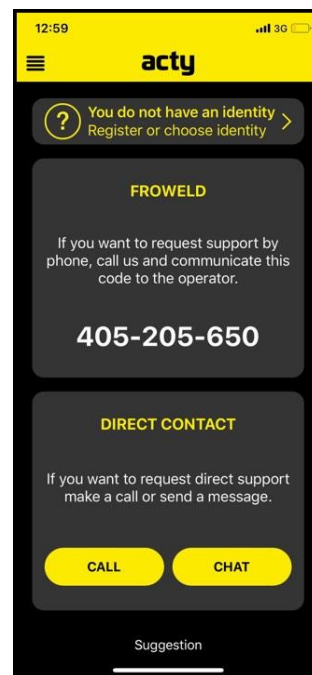 12:59
3G
acty
?
You do not have an identity
Register or choose identity
FROWELD
If you want to request support by
phone, call us and communicate this
code to the operator.
405-205-650
DIRECT CONTACT
If you want to request direct support
make a call or send a message.
CALL
CHAT
Suggestion